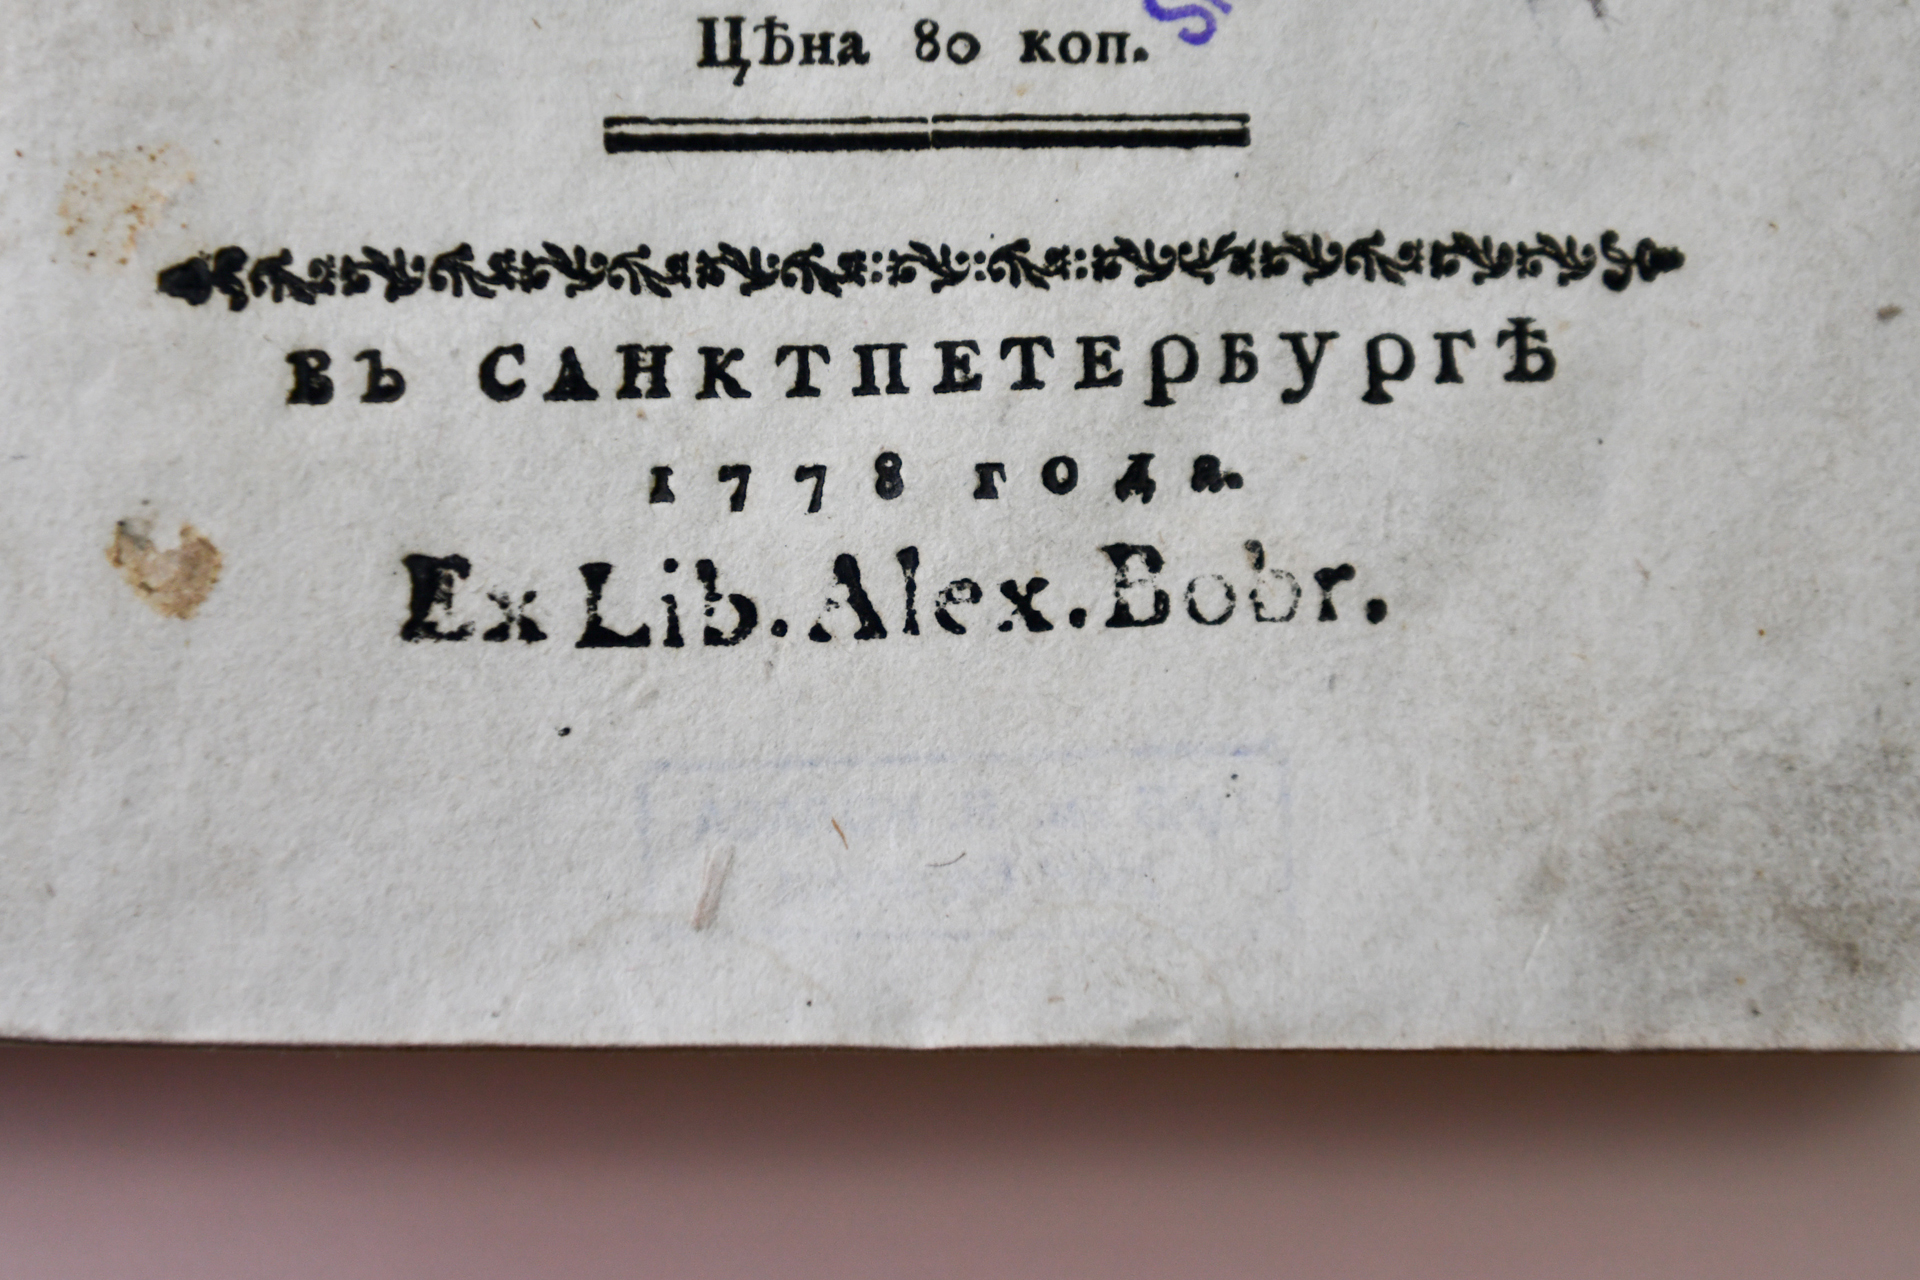 Цѣна 80 коп.
ВЪ САНКТПЕТЕРБУРГѢ
1778 года.
Ex Lib. Alex. Bobr.